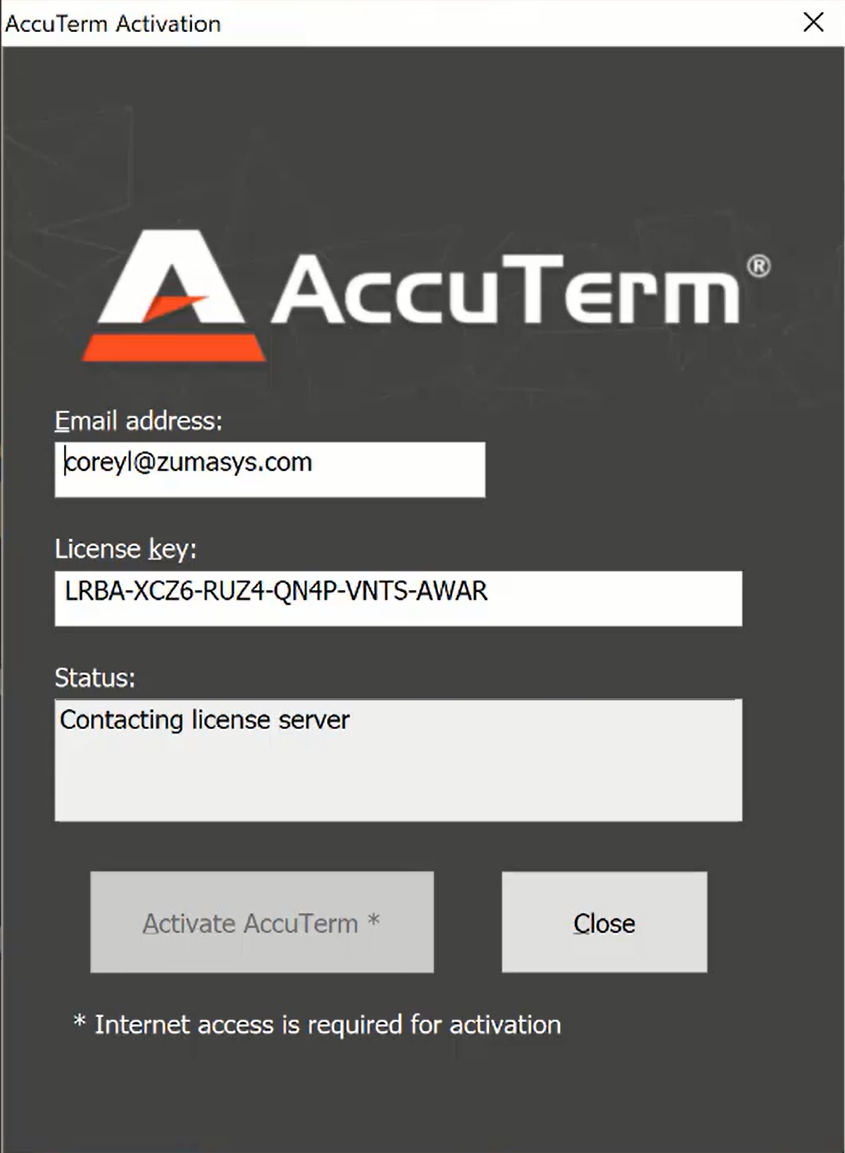 AccuTerm Activation
AccuTerm®
Email address:
coreyl@zumasys.com
License key:
LRBA-XCZ6-RUZ4-QN4P-VNTS-AWAR
Status:
Contacting license server
Activate AccuTerm *
Close
* Internet access is required for activation